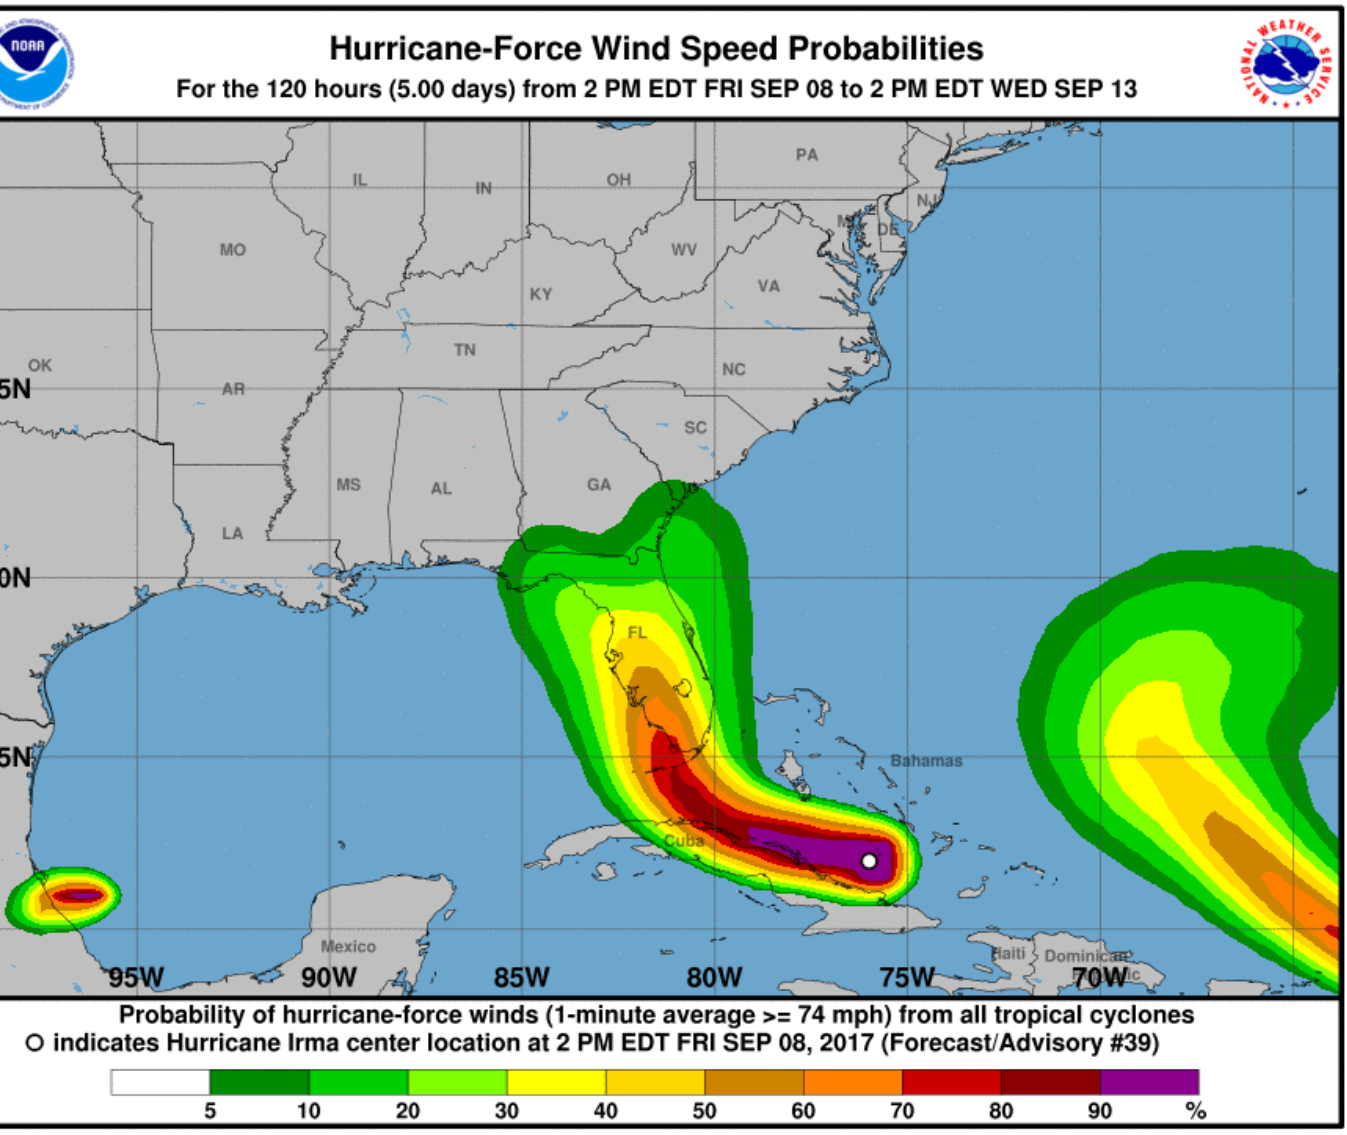 NOAA
NATIONAL WEATHER SERVICE
Hurricane-Force Wind Speed Probabilities
For the 120 hours (5.00 days) from 2 PM EDT FRI SEP 08 to 2 PM EDT WED SEP 13
PA
IL
IN
OH
NJ
DE
MO
WV
VA
KY
TN
OK
AR
NC
5N
SC
MS
AL
GA
LA
0N
FL
5N
Bahamas
Cuba
Mexico
Haiti
Dominican
95W
90W
85W
80W
75W
70W
Probability of hurricane-force winds (1-minute average >= 74 mph) from all tropical cyclones
O indicates Hurricane Irma center location at 2 PM EDT FRI SEP 08, 2017 (Forecast/Advisory #39)
5 10 20 30 40 50 60 70 80 90 %